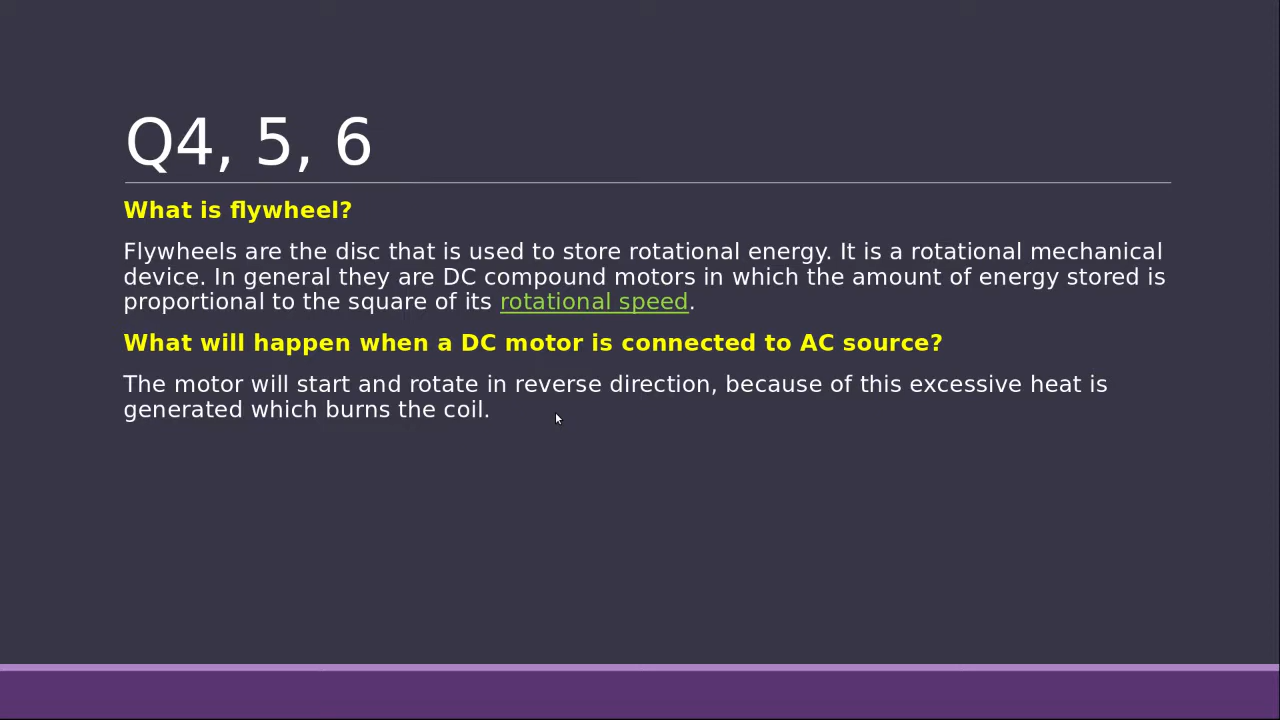 Q4, 5, 6
What is flywheel?
Flywheels are the disc that is used to store rotational energy. It is a rotational mechanical
device. In general they are DC compound motors in which the amount of energy stored is
proportional to the square of its rotational speed.
What will happen when a DC motor is connected to AC source?
The motor will start and rotate in reverse direction, because of this excessive heat is
generated which burns the coil.